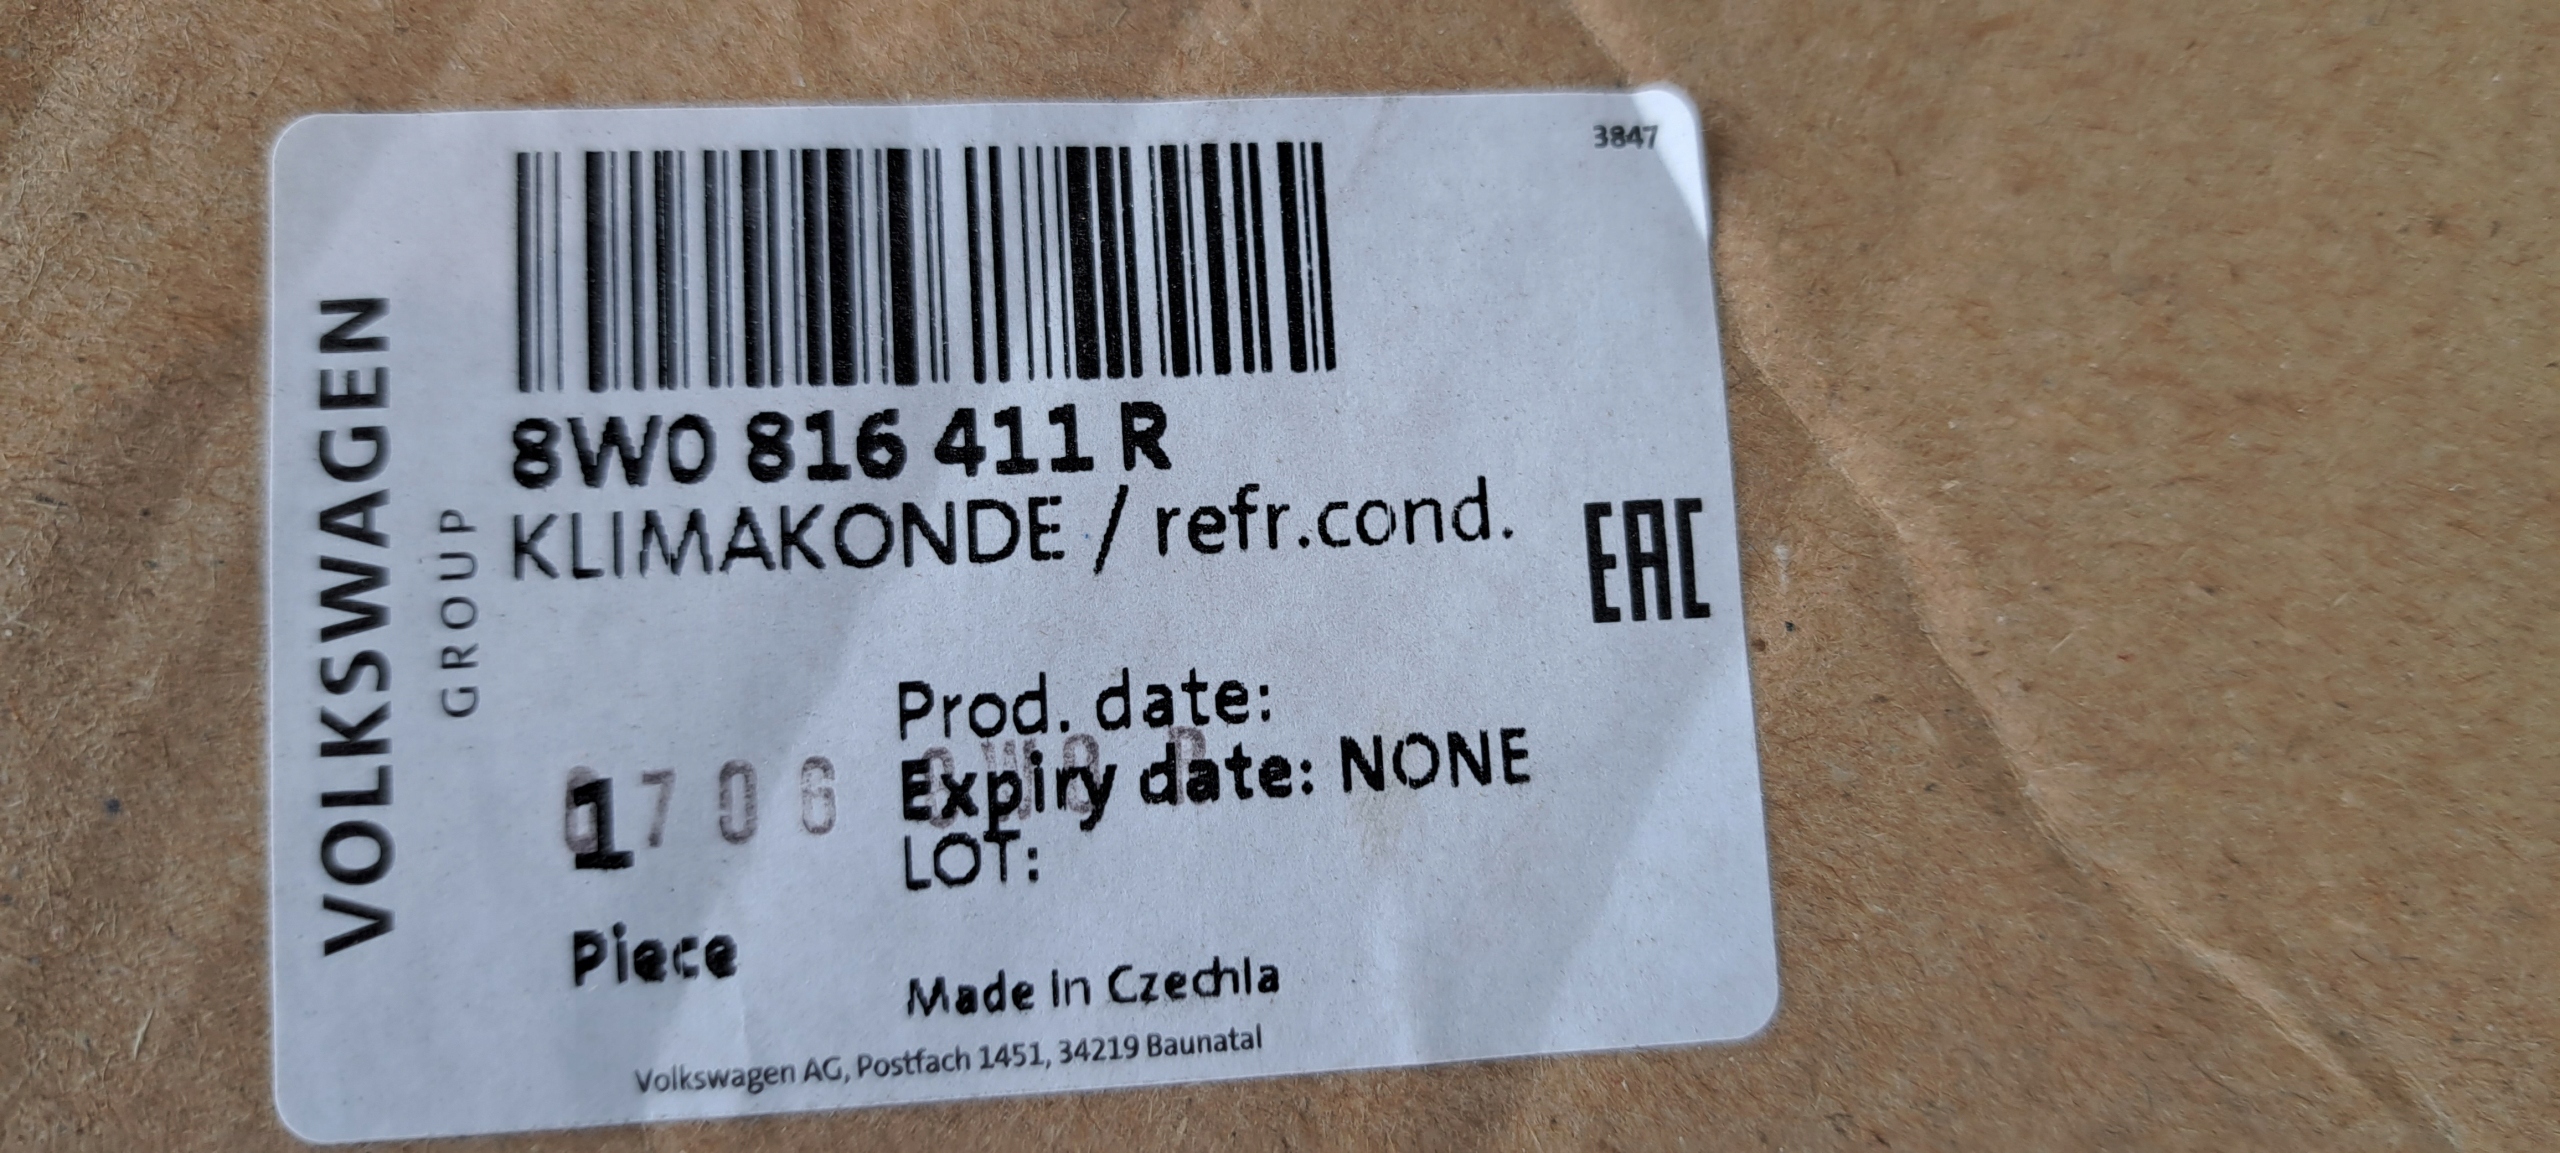 3847
VOLKSWAGEN
GROUP
8W0 816 411 R
KLIMAKONDE / refr.cond.
EAC
Prod. date:
Expiry date: NONE
LOT:
1
0706
Piece
Made in Czechia
Volkswagen AG, Postfach 1451, 34219 Baunatal